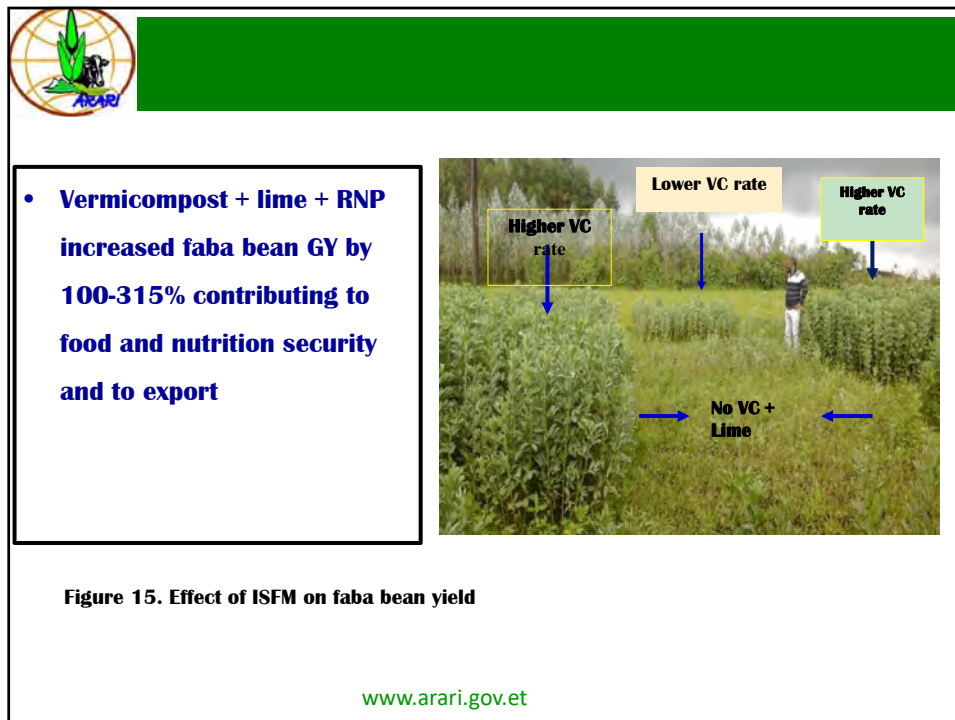 ARARI
• Vermicompost + lime + RNP
increased faba bean GY by
100-315% contributing to
food and nutrition security
and to export
Higher VC
rate
Lower VC rate
Higher VC
rate
No VC +
Lime
Figure 15. Effect of ISFM on faba bean yield
www.arari.gov.et